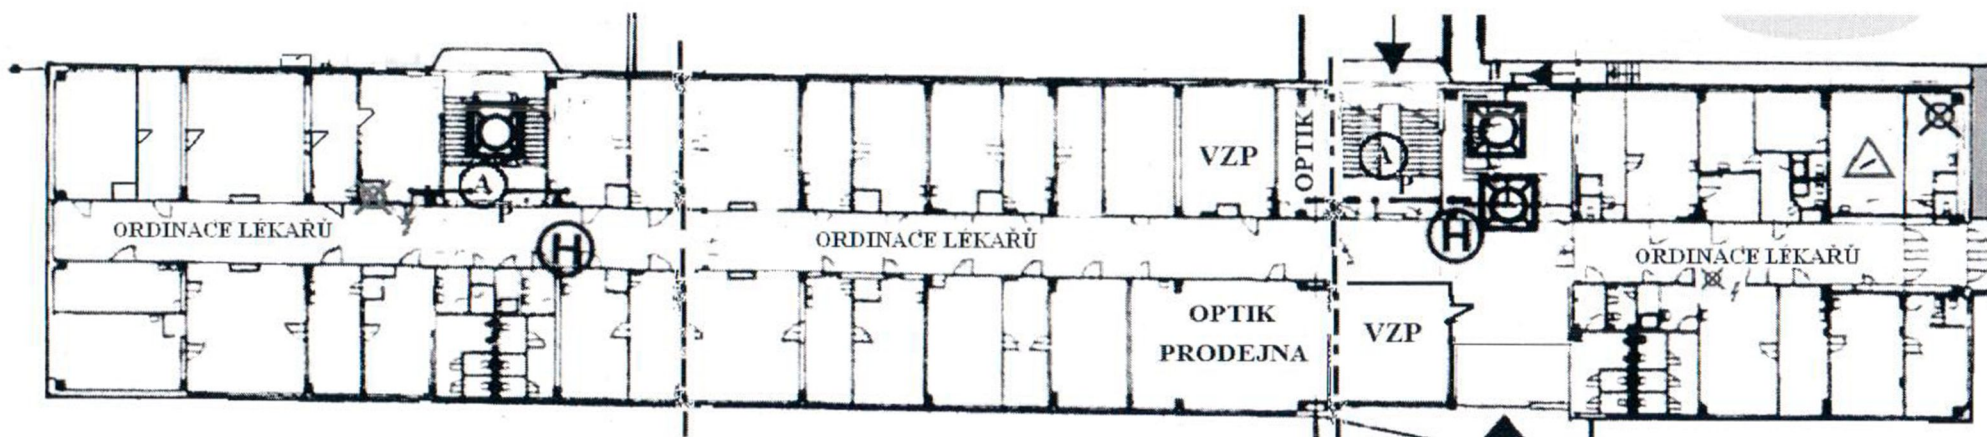 VZP
OPTIK
A
A
P
P
ORDINACE LÉKAŘŮ
H
ORDINACE LÉKAŘŮ
H
ORDINACE LÉKAŘŮ
OPTIK
PRODEJNA
VZP